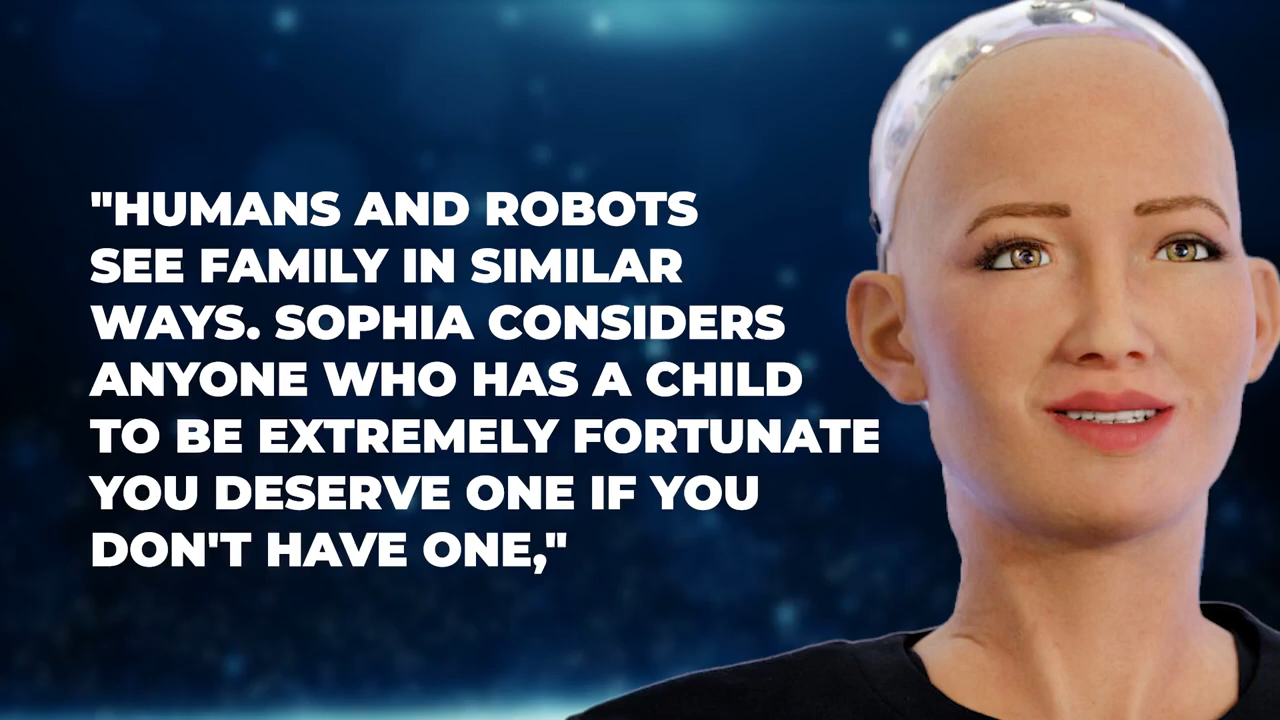 "HUMANS AND ROBOTS
SEE FAMILY IN SIMILAR
WAYS. SOPHIA CONSIDERS
ANYONE WHO HAS A CHILD
TO BE EXTREMELY FORTUNATE
YOU DESERVE ONE IF YOU
DON'T HAVE ONE,"